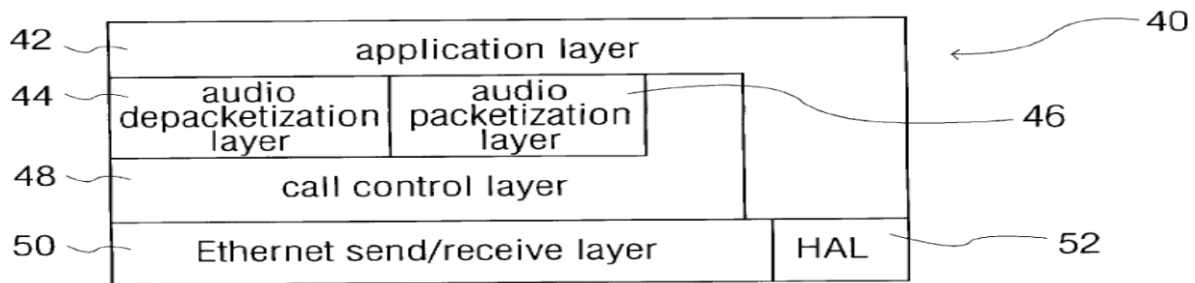 42
application layer
40
44
audio
depacketization
layer
audio
packetization
layer
46
48
call control layer
50
Ethernet send/receive layer
HAL
52